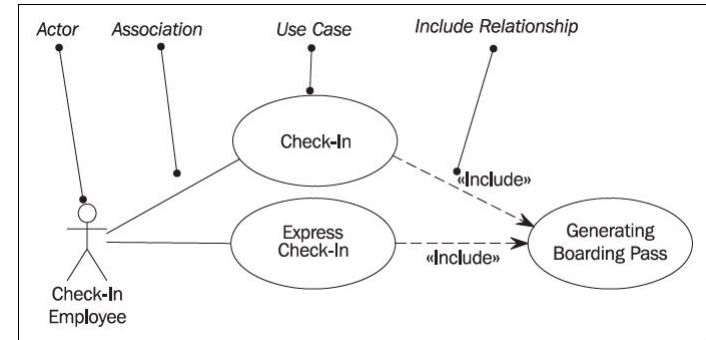 Actor
Association
Use Case
Include Relationship
Check-In
«Include»
Express
Check-In
«Include»
Generating
Boarding Pass
Check-In
Employee